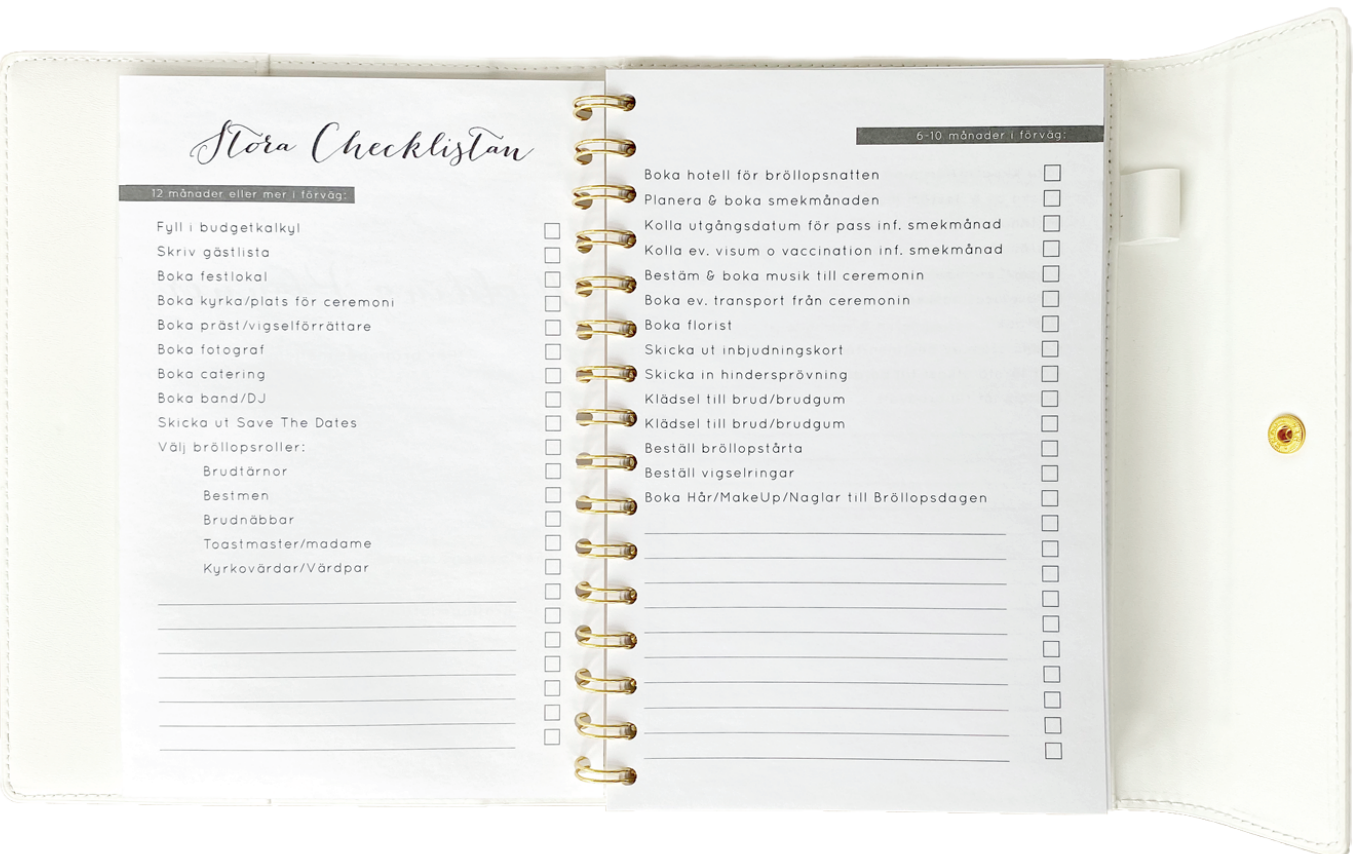 Stora Checklistan
12 månader eller mer i förväg:
Fyll i budgetkalkyl
Skriv gästlista
Boka festlokal
Boka kyrka/plats för ceremoni
Boka präst/vigselförrättare
Boka fotograf
Boka catering
Boka band/DJ
Skicka ut Save The Dates
Välj bröllopsroller:
Brudtärnor
Bestmen
Brudnäbbar
Toastmaster/madame
Kyrkovärdar/Värdpar
6-10 månader i förväg:
Boka hotell för bröllopsnatten
Planera & boka smekmånaden
Kolla utgångsdatum för pass inf. smekmånad
Kolla ev. visum o vaccination inf. smekmånad
Bestäm & boka musik till ceremonin
Boka ev. transport från ceremonin
Boka florist
Skicka ut inbjudningskort
Skicka in hindersprövning
Klädsel till brud/brudgum
Klädsel till brud/brudgum
Beställ bröllopstårta
Beställ vigselringar
Boka Hår/MakeUp/Naglar till Bröllopsdagen